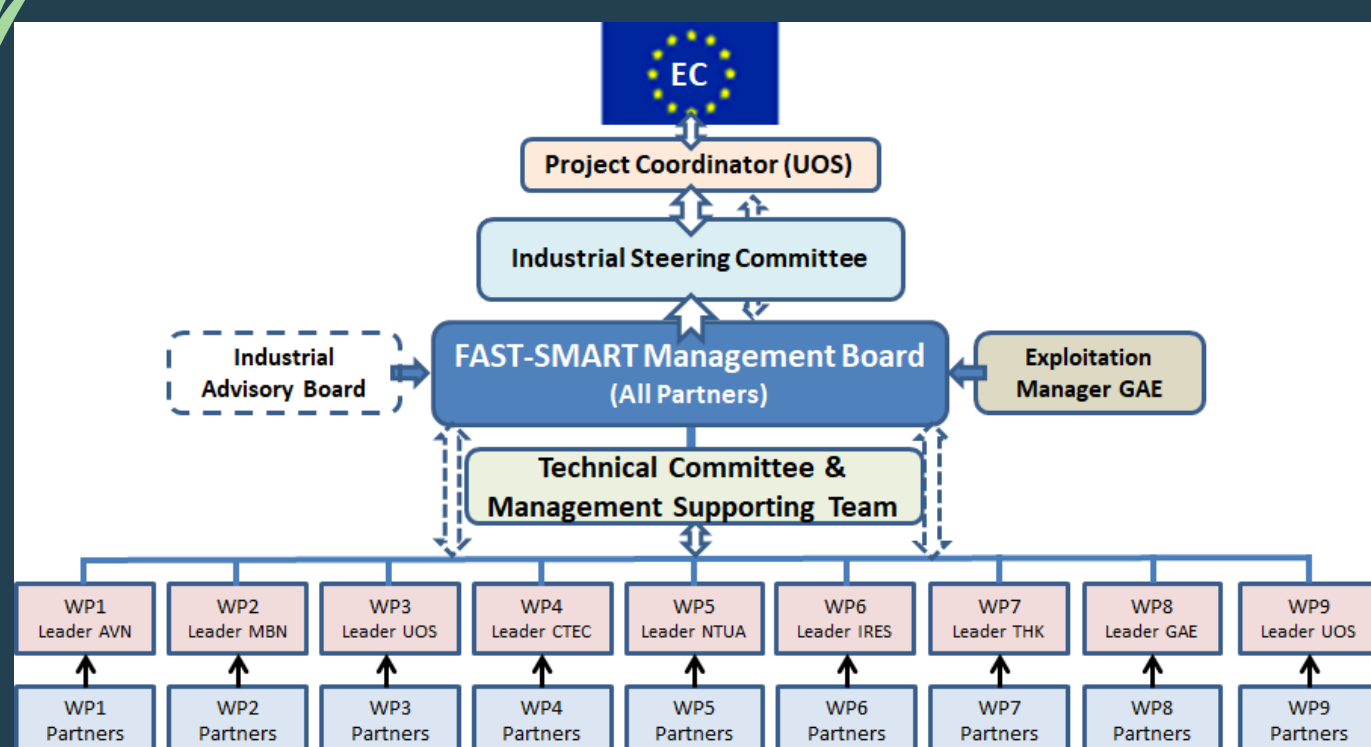 EC
Project Coordinator (UOS)
Industrial Steering Committee
Industrial
Advisory Board
FAST-SMART Management Board
(All Partners)
Exploitation
Manager GAE
Technical Committee &
Management Supporting Team
WP1
Leader AVN
WP2
Leader MBN
WP3
Leader UOS
WP4
Leader CTEC
WP5
Leader NTUA
WP6
Leader IRES
WP7
Leader THK
WP8
Leader GAE
WP9
Leader UOS
WP1
Partners
WP2
Partners
WP3
Partners
WP4
Partners
WP5
Partners
WP6
Partners
WP7
Partners
WP8
Partners
WP9
Partners